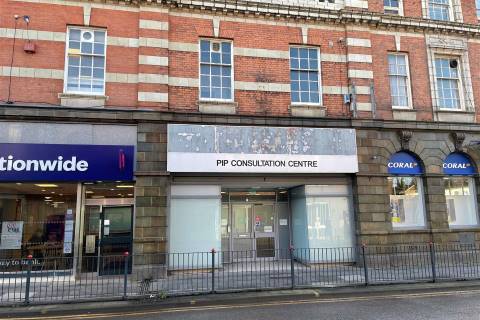 tionwide
PIP CONSULTATION CENTRE
CORAL
CORAL